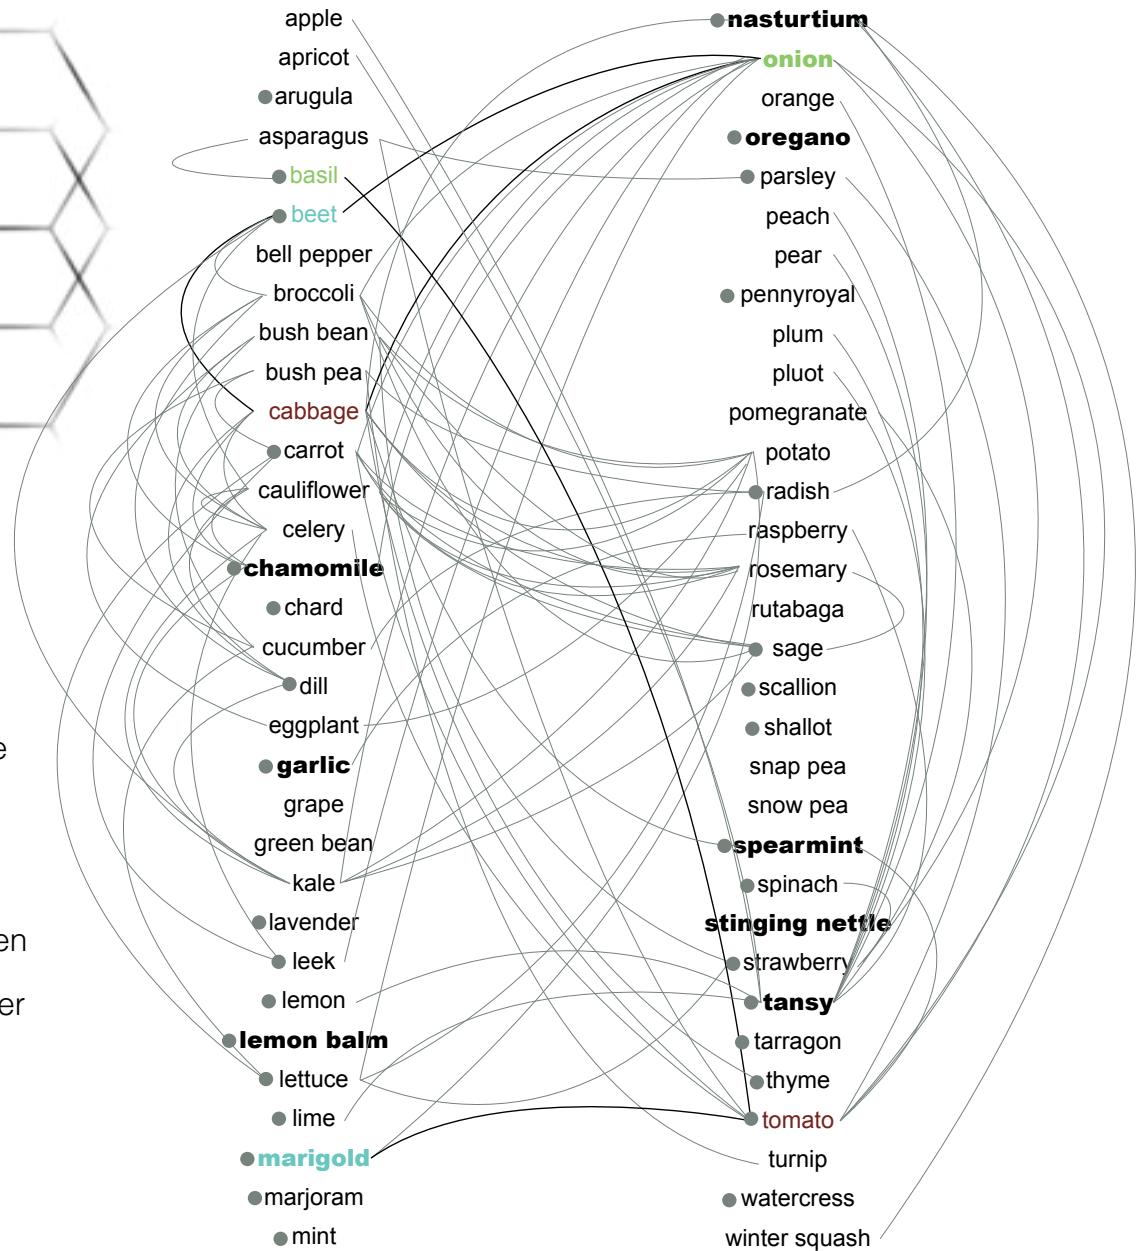 apple
apricot
arugula
asparagus
basil
beet
bell pepper
broccoli
bush bean
bush pea
cabbage
carrot
cauliflower
celery
chamomile
chard
cucumber
dill
eggplant
garlic
grape
green bean
kale
lavender
leek
lemon
lemon balm
lettuce
lime
marigold
marjoram
mint
nasturtium
onion
orange
oregano
parsley
peach
pear
pennyroyal
plum
pluot
pomegranate
potato
radish
raspberry
rosemary
rutabaga
sage
scallion
shallot
snap pea
snow pea
spearmint
spinach
stinging nettle
strawberry
tansy
tarragon
thyme
tomato
turnip
watercress
winter squash
e
en
er